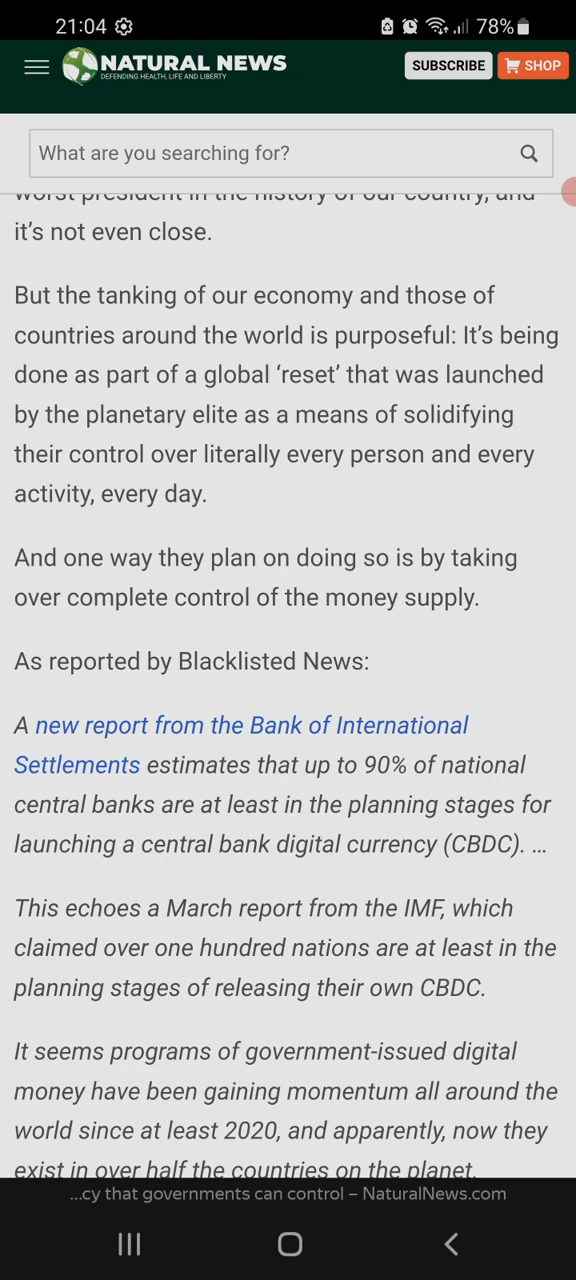 21:04
78%
NATURAL NEWS
DEFENDING HEALTH, LIFE AND LIBERTY
SUBSCRIBE
SHOP
What are you searching for?
worst president in the history of our country, and
it's not even close.
But the tanking of our economy and those of
countries around the world is purposeful: It's being
done as part of a global 'reset' that was launched
by the planetary elite as a means of solidifying
their control over literally every person and every
activity, every day.
And one way they plan on doing so is by taking
over complete control of the money supply.
As reported by Blacklisted News:
A new report from the Bank of International
Settlements estimates that up to 90% of national
central banks are at least in the planning stages for
launching a central bank digital currency (CBDC). ...
This echoes a March report from the IMF, which
claimed over one hundred nations are at least in the
planning stages of releasing their own CBDC.
It seems programs of government-issued digital
money have been gaining momentum all around the
world since at least 2020, and apparently, now they
exist in over half the countries on the planet.
...cy that governments can control – NaturalNews.com